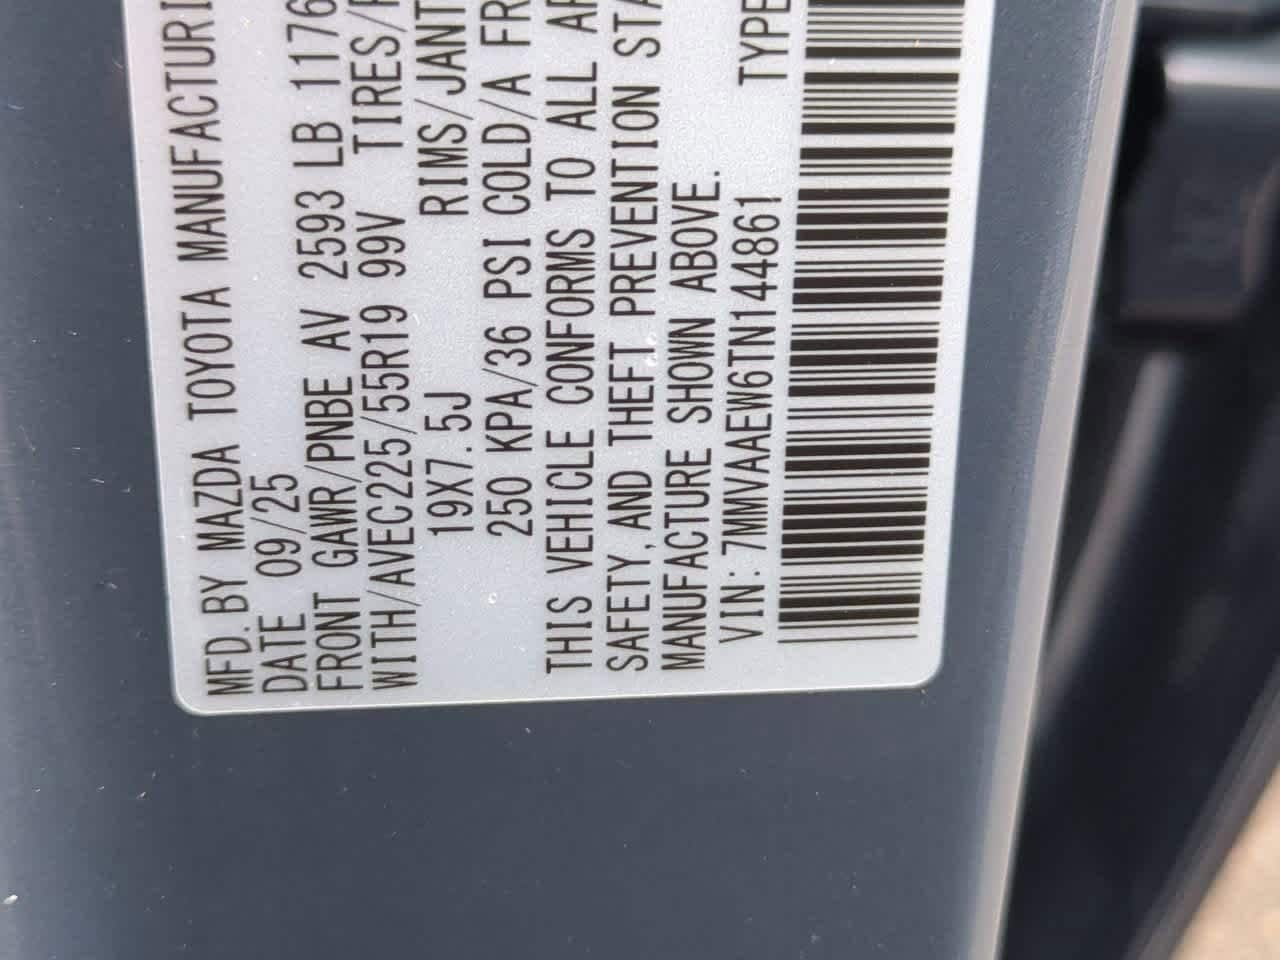 MFD.BY MAZDA TOYOTA MANUFACTURI
DATE 09/25
FRONT GAWR/PNBE AV 2593 LB 1176
WITH/AVEC225/55R19 99V TIRES/P
19X7.5J RIMS/JANT
250 KPA/36 PSI COLD/A FR
THIS VEHICLE CONFORMS TO ALL AP
SAFETY,AND THEFT PREVENTION STA
MANUFACTURE SHOWN ABOVE.
VIN:7MMVAAEW6TN144861 TYPE